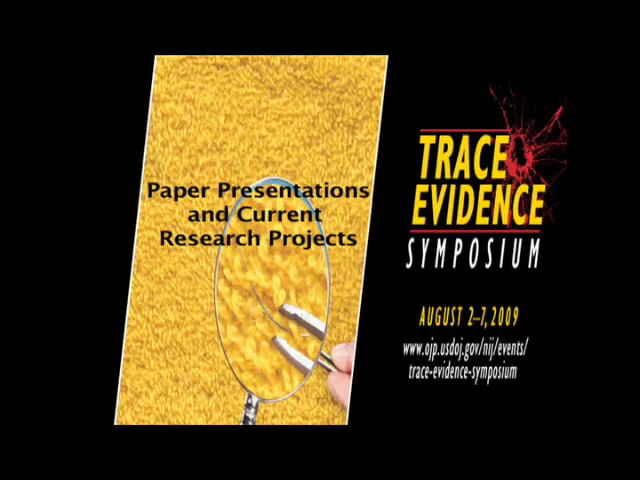 Paper Presentations
and Current
Research Projects
TRACE
EVIDENCE
SYMPOSIUM
AUGUST 2–7, 2009
www.ojp.usdoj.gov/nij/events/
trace-evidence-symposium